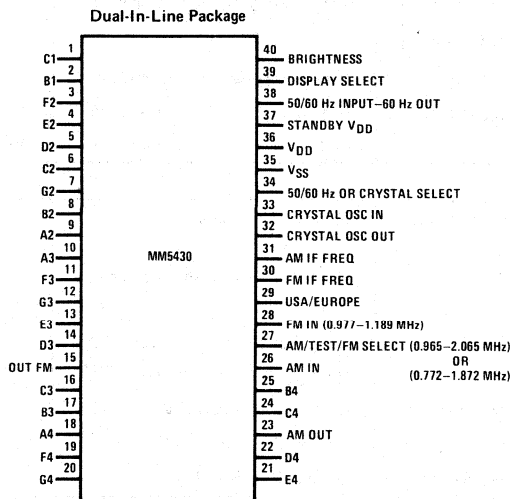 Dual-In-Line Package
C1 1
B1 2
F2 3
E2 4
D2 5
C2 6
G2 7
B2 8
A2 9
A3 10
F3 11
G3 12
E3 13
D3 14
OUT FM 15
C3 16
B3 17
A4 18
F4 19
G4 20
MM5430
40 BRIGHTNESS
39 DISPLAY SELECT
38 50/60 Hz INPUT–60 Hz OUT
37 STANDBY VDD
36 VDD
35 VSS
34 50/60 Hz OR CRYSTAL SELECT
33 CRYSTAL OSC IN
32 CRYSTAL OSC OUT
31 AM IF FREQ
30 FM IF FREQ
29 USA/EUROPE
28 FM IN (0.977–1.189 MHz)
27 AM/TEST/FM SELECT (0.965–2.065 MHz)
OR
26 AM IN (0.772–1.872 MHz)
25 B4
24 C4
23 AM OUT
22 D4
21 E4